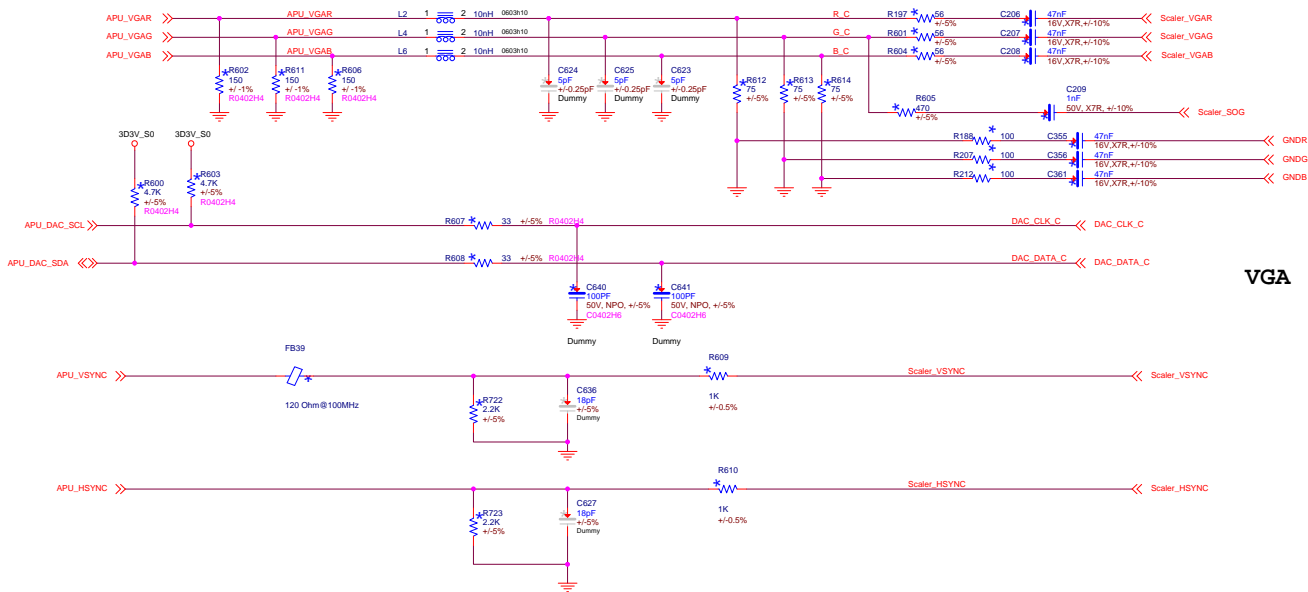 APU_VGAR APU_VGAR L2 1 2 10nH 0603h10 R_C R197 56 C206 47nF Scaler_VGAR
+/-5% 16V,X7R,+/-10%
APU_VGAG APU_VGAG L4 1 2 10nH 0603h10 G_C R601 56 C207 47nF Scaler_VGAG
+/-5% 16V,X7R,+/-10%
APU_VGAB APU_VGAB L6 1 2 10nH 0603h10 B_C R604 56 C208 47nF Scaler_VGAB
+/-5% 16V,X7R,+/-10%
R602
150
+/-1%
R0402H4
R611
150
+/-1%
R0402H4
R606
150
+/-1%
R0402H4
C624
5pF
+/-0.25pF
Dummy
C625
5pF
+/-0.25pF
Dummy
C623
5pF
+/-0.25pF
Dummy
R612
75
+/-5%
R613
75
+/-5%
R614
75
+/-5%
R605
470
+/-5%
C209
1nF
50V, X7R, +/-10%
Scaler_SOG
R188 100 C355 47nF GNDR
16V,X7R,+/-10%
R207 100 C356 47nF GNDG
16V,X7R,+/-10%
R212 100 C361 47nF GNDB
16V,X7R,+/-10%
3D3V_S0 3D3V_S0
R600
4.7K
+/-5%
R0402H4
R603
4.7K
+/-5%
R0402H4
APU_DAC_SCL R607 33 +/-5% R0402H4 DAC_CLK_C DAC_CLK_C
APU_DAC_SDA R608 33 +/-5% R0402H4 DAC_DATA_C DAC_DATA_C
VGA
C640
100PF
50V, NPO, +/-5%
C0402H6
Dummy
C641
100PF
50V, NPO, +/-5%
C0402H6
Dummy
FB39
120 Ohm@100MHz
APU_VSYNC R609 Scaler_VSYNC Scaler_VSYNC
1K
+/-0.5%
R722
2.2K
+/-5%
C636
18pF
+/-5%
Dummy
APU_HSYNC R610 Scaler_HSYNC Scaler_HSYNC
1K
+/-0.5%
R723
2.2K
+/-5%
C627
18pF
+/-5%
Dummy